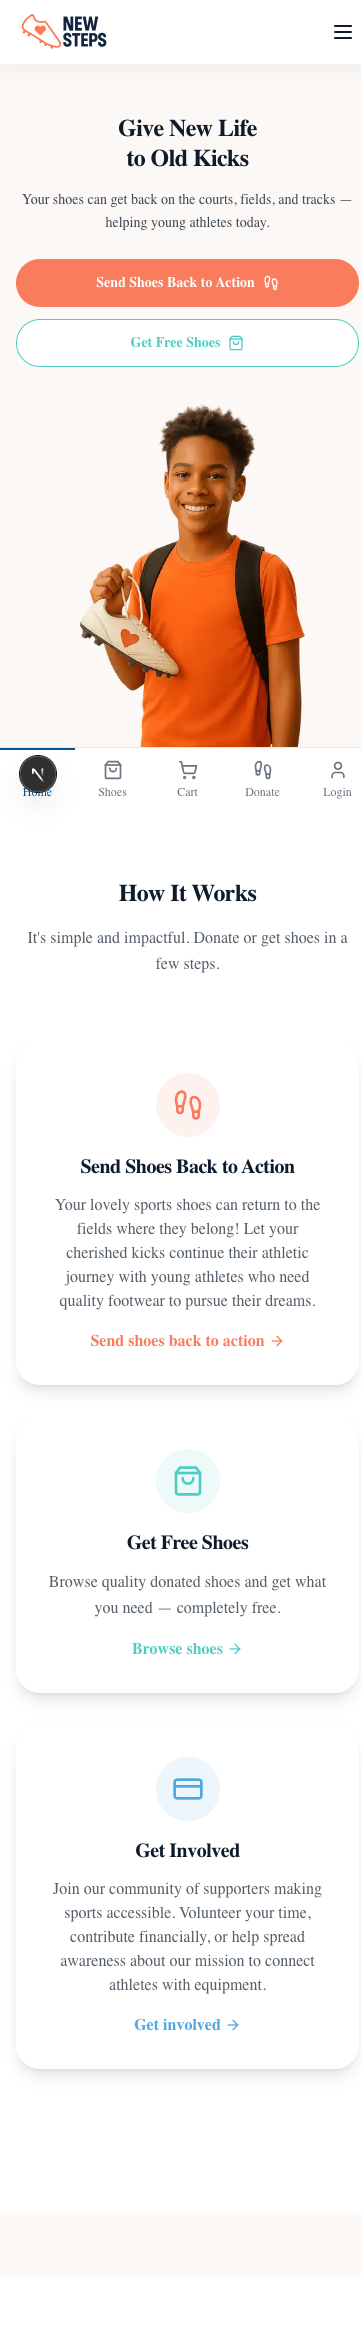 NEW
STEPS
Give New Life
to Old Kicks
Your shoes can get back on the courts, fields, and tracks —
helping young athletes today.
Send Shoes Back to Action
Get Free Shoes
Home
Shoes
Cart
Donate
Login
How It Works
It's simple and impactful. Donate or get shoes in a
few steps.
Send Shoes Back to Action
Your lovely sports shoes can return to the
fields where they belong! Let your
cherished kicks continue their athletic
journey with young athletes who need
quality footwear to pursue their dreams.
Send shoes back to action →
Get Free Shoes
Browse quality donated shoes and get what
you need — completely free.
Browse shoes →
Get Involved
Join our community of supporters making
sports accessible. Volunteer your time,
contribute financially, or help spread
awareness about our mission to connect
athletes with equipment.
Get involved →